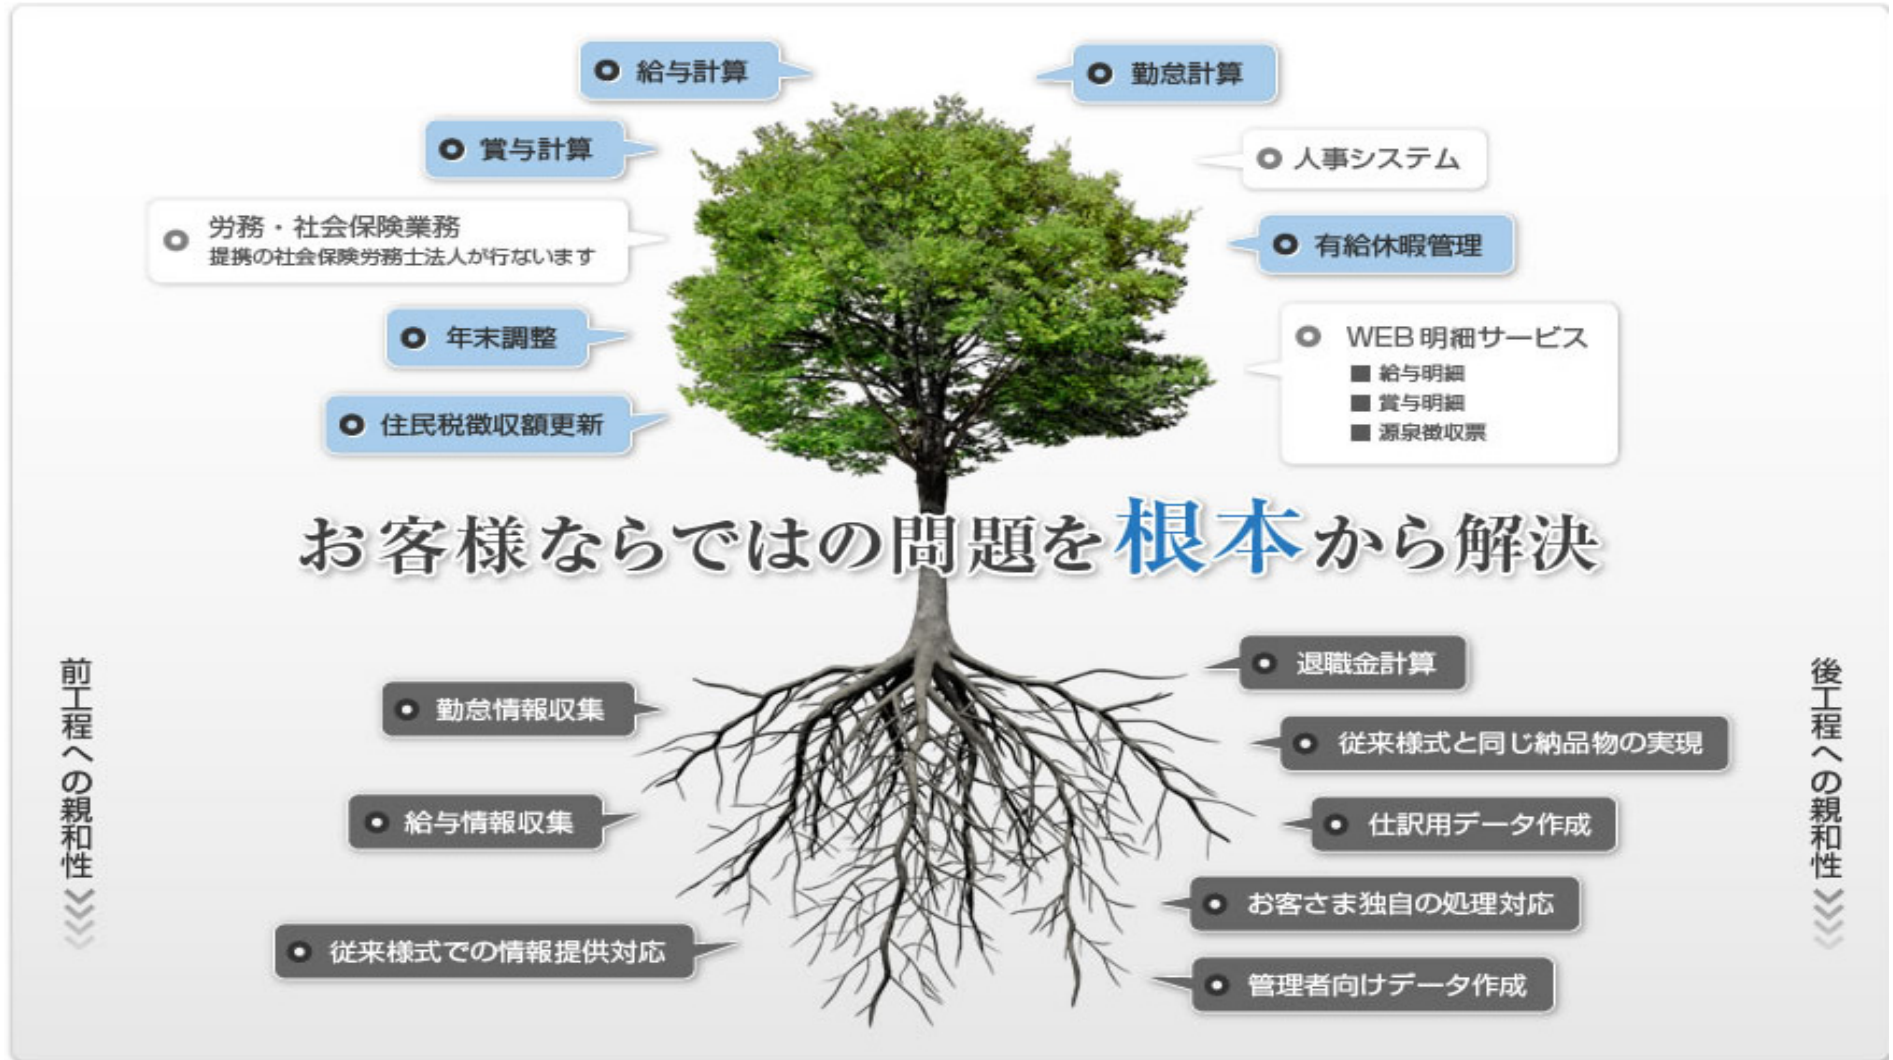 給与計算
勤怠計算
賞与計算
人事システム
労務・社会保険業務
提携の社会保険労務士法人が行ないます
有給休暇管理
年末調整
WEB明細サービス
給与明細
賞与明細
源泉徴収票
住民税徴収額更新
お客様ならではの問題を根本から解決
前工程への親和性
後工程への親和性
勤怠情報収集
給与情報収集
従来様式での情報提供対応
退職金計算
従来様式と同じ納品物の実現
仕訳用データ作成
お客さま独自の処理対応
管理者向けデータ作成